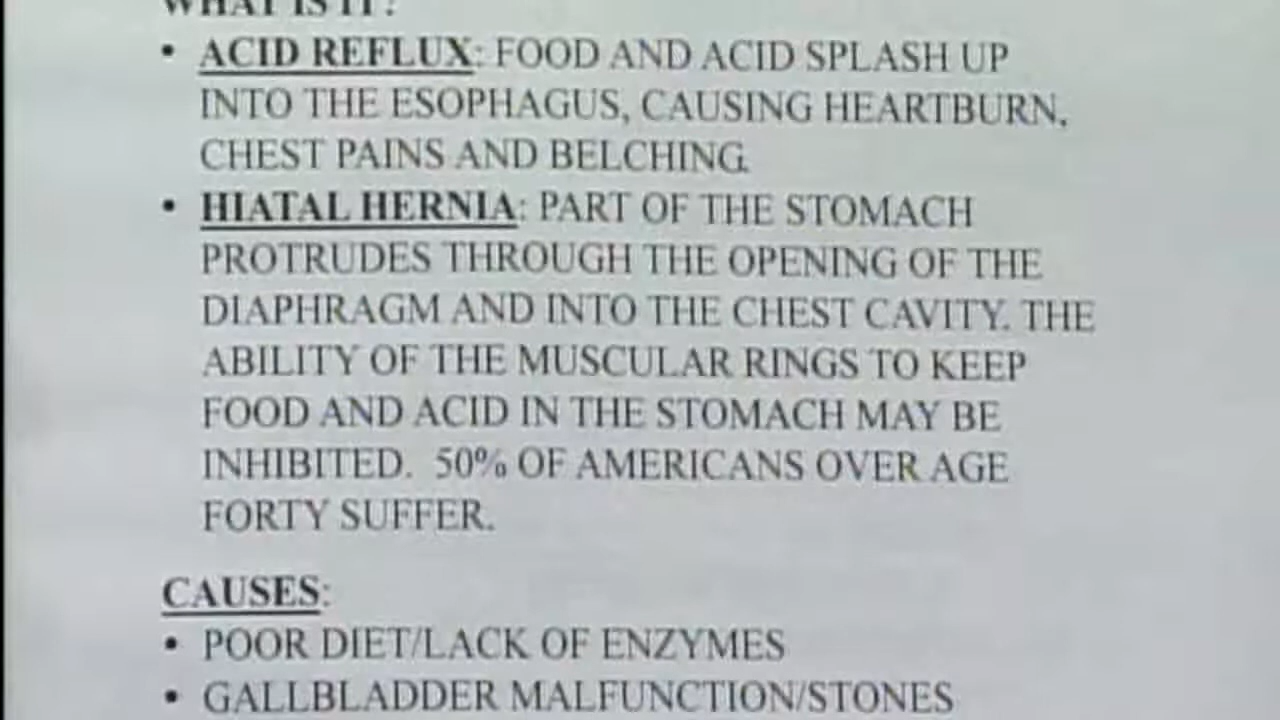 WHAT IS IT?
• ACID REFLUX: FOOD AND ACID SPLASH UP
INTO THE ESOPHAGUS, CAUSING HEARTBURN,
CHEST PAINS AND BELCHING.
• HIATAL HERNIA: PART OF THE STOMACH
PROTRUDES THROUGH THE OPENING OF THE
DIAPHRAGM AND INTO THE CHEST CAVITY. THE
ABILITY OF THE MUSCULAR RINGS TO KEEP
FOOD AND ACID IN THE STOMACH MAY BE
INHIBITED. 50% OF AMERICANS OVER AGE
FORTY SUFFER.
CAUSES:
• POOR DIET/LACK OF ENZYMES
• GALLBLADDER MALFUNCTION/STONES